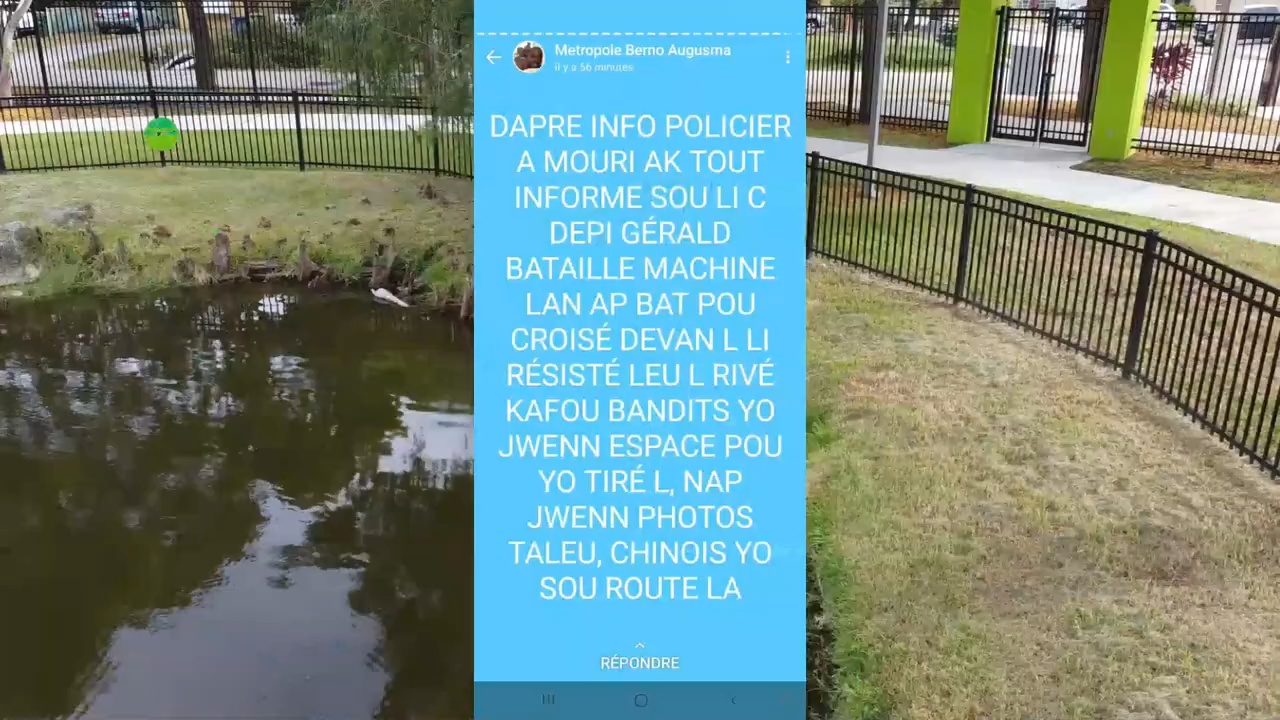 Metropole Berno Augusma
il y a 56 minutes
DAPRE INFO POLICIER
A MOURI AK TOUT
INFORME SOU LI C
DEPI GÉRALD
BATAILLE MACHINE
LAN AP BAT POU
CROISÉ DEVAN L LI
RÉSISTÉ LEU L RIVÉ
KAFOU BANDITS YO
JWENN ESPACE POU
YO TIRÉ L, NAP
JWENN PHOTOS
TALEU, CHINOIS YO
SOU ROUTE LA
RÉPONDRE